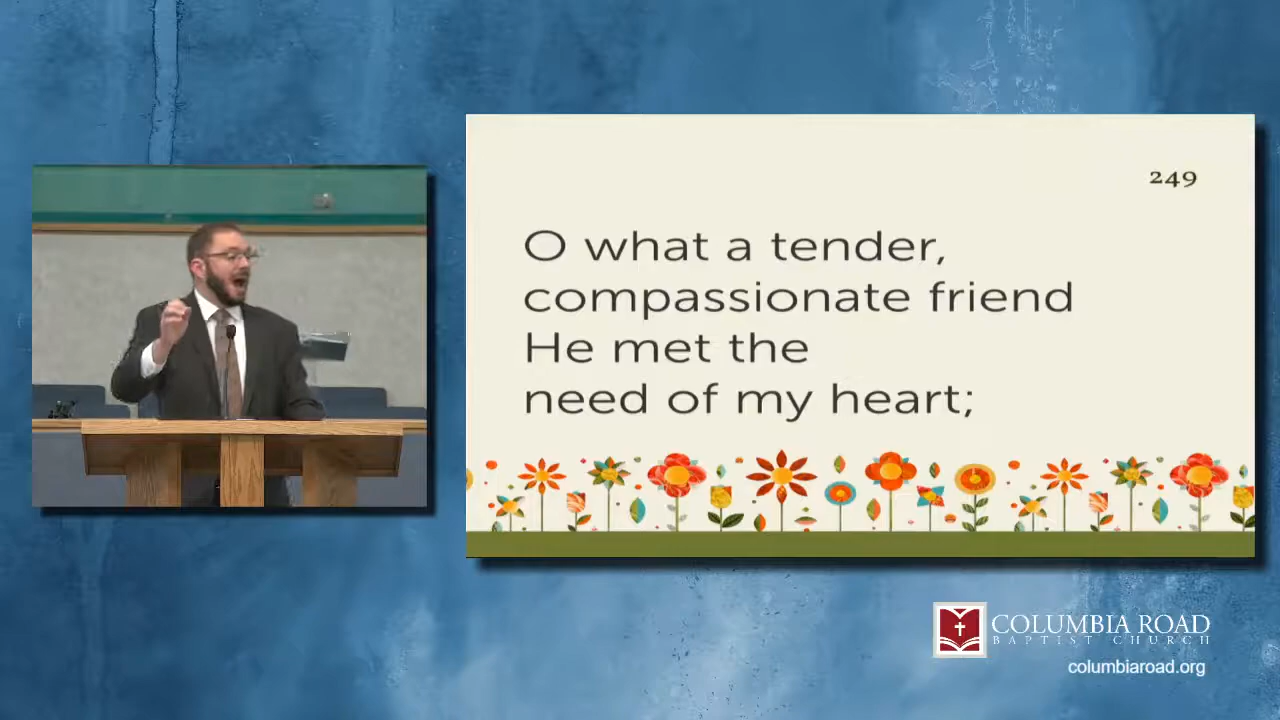 249
O what a tender,
compassionate friend
He met the
need of my heart;
COLUMBIA ROAD
BAPTIST CHURCH
columbiaroad.org